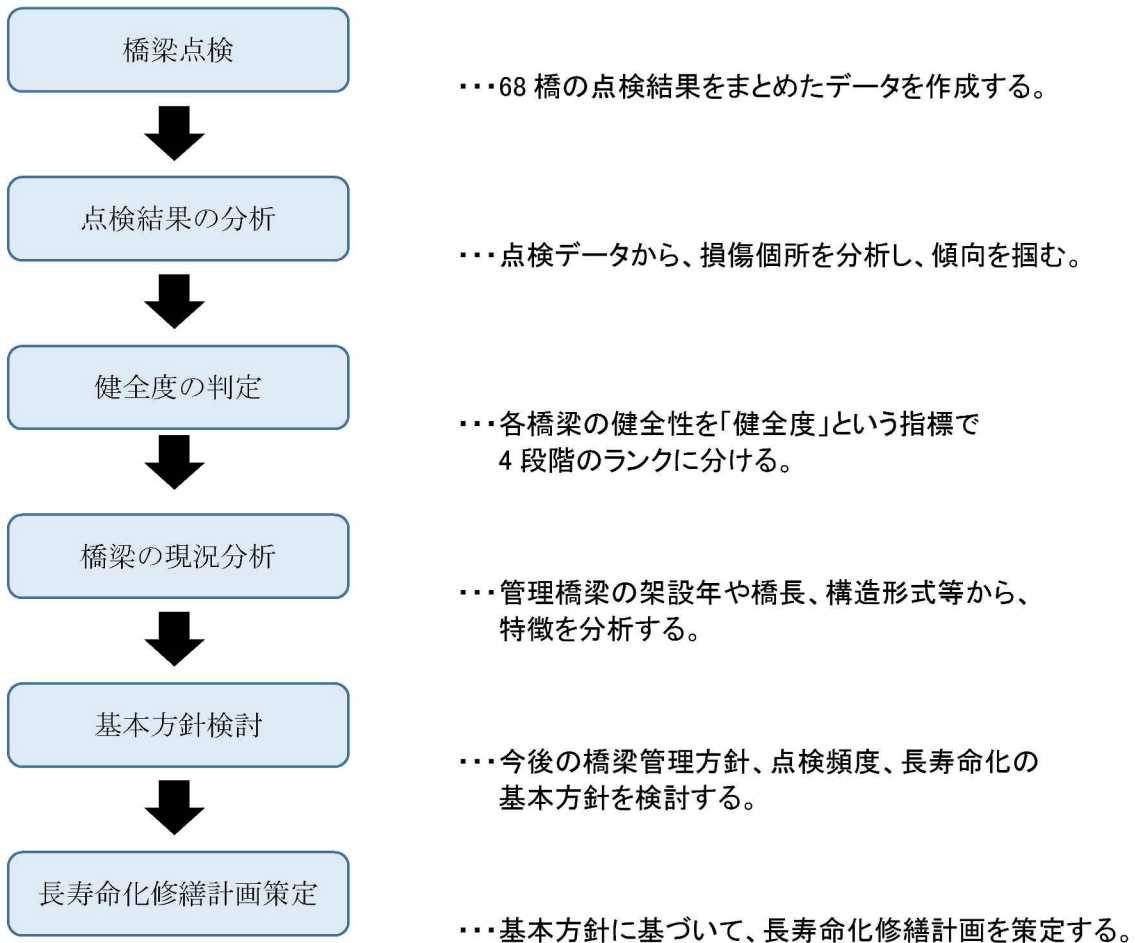 橋梁点検
・・・68 橋の点検結果をまとめたデータを作成する。
点検結果の分析
・・・点検データから、損傷個所を分析し、傾向を掴む。
健全度の判定
・・・各橋梁の健全性を「健全度」という指標で
4 段階のランクに分ける。
橋梁の現況分析
・・・管理橋梁の架設年や橋長、構造形式等から、
特徴を分析する。
基本方針検討
・・・今後の橋梁管理方針、点検頻度、長寿命化の
基本方針を検討する。
長寿命化修繕計画策定
・・・基本方針に基づいて、長寿命化修繕計画を策定する。